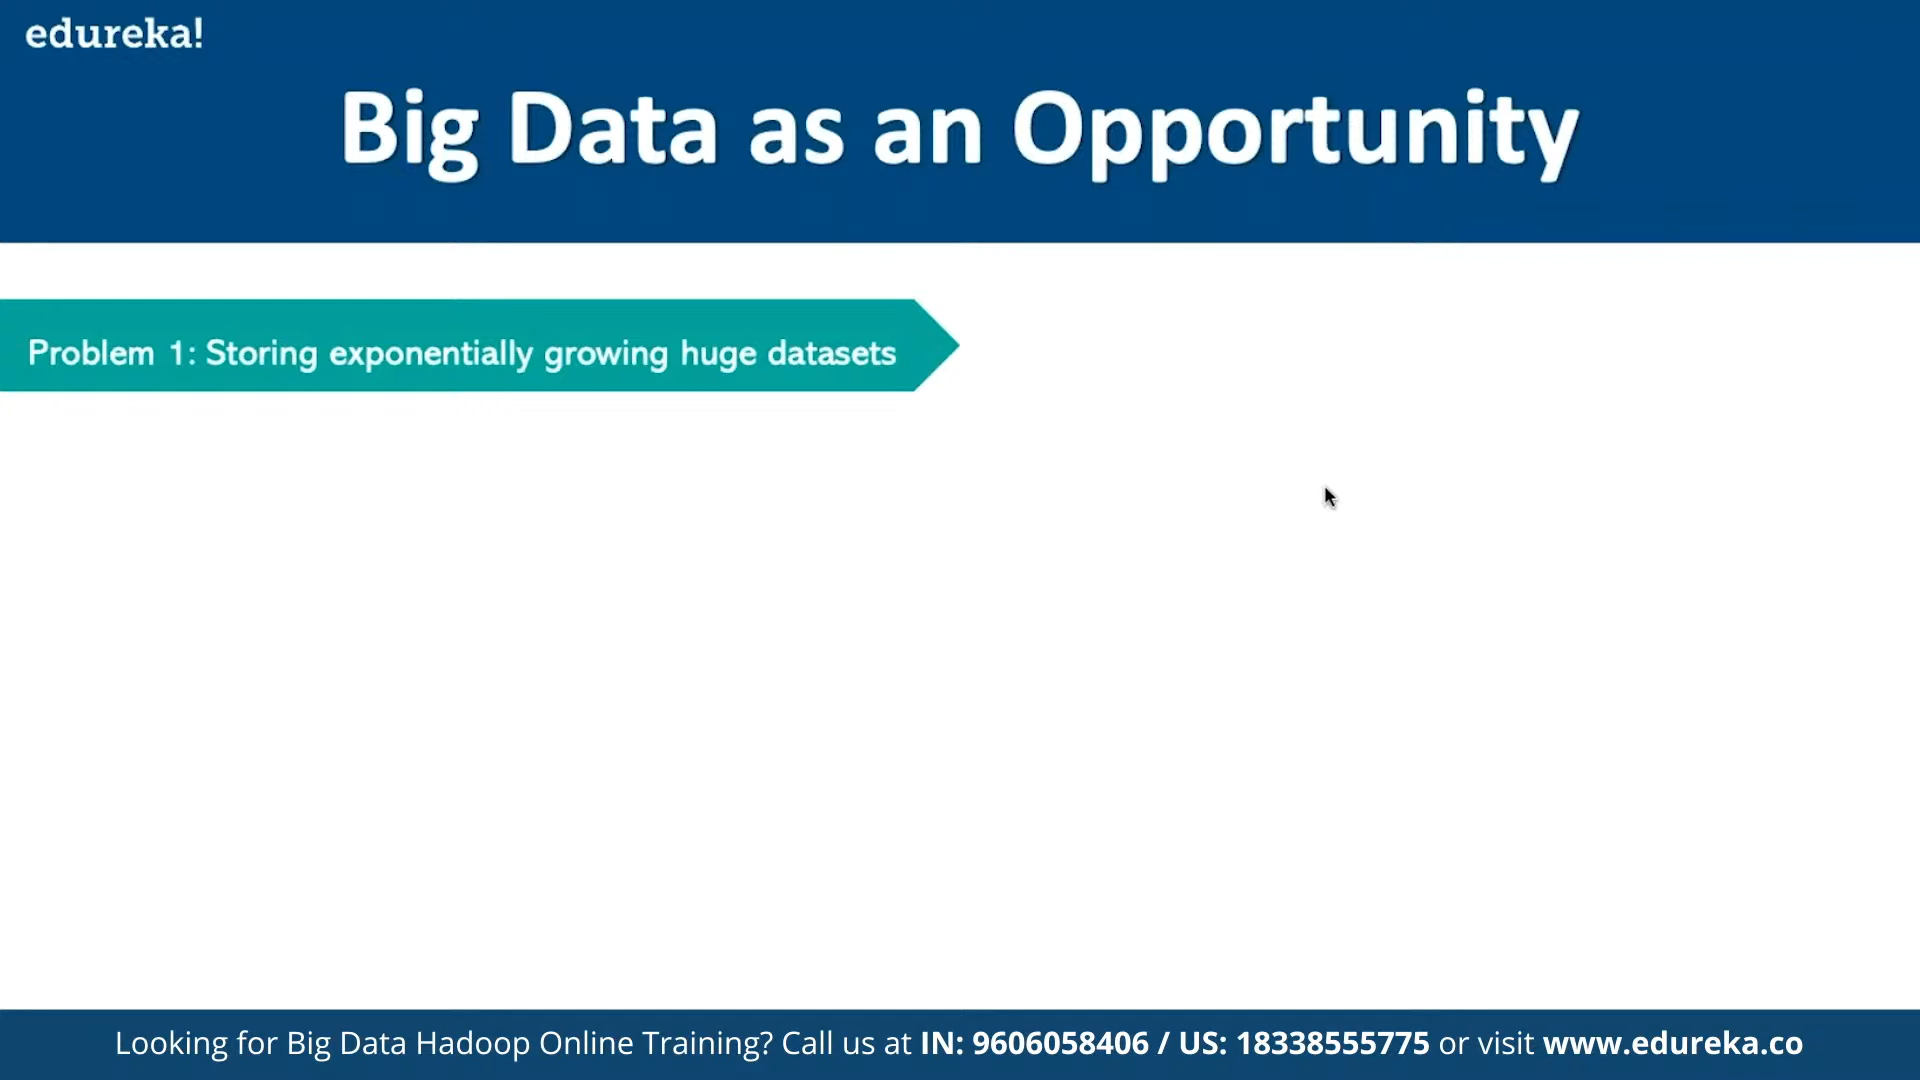 edureka!
Big Data as an Opportunity
Problem 1: Storing exponentially growing huge datasets
Looking for Big Data Hadoop Online Training? Call us at IN: 9606058406 / US: 18338555775 or visit www.edureka.co